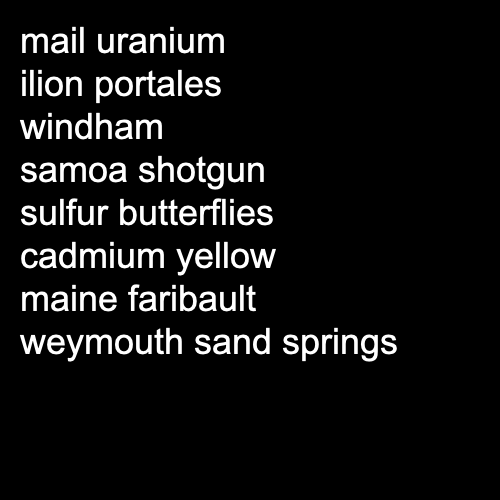 mail uranium
ilion portales
windham
samoa shotgun
sulfur butterflies
cadmium yellow
maine faribault
weymouth sand springs